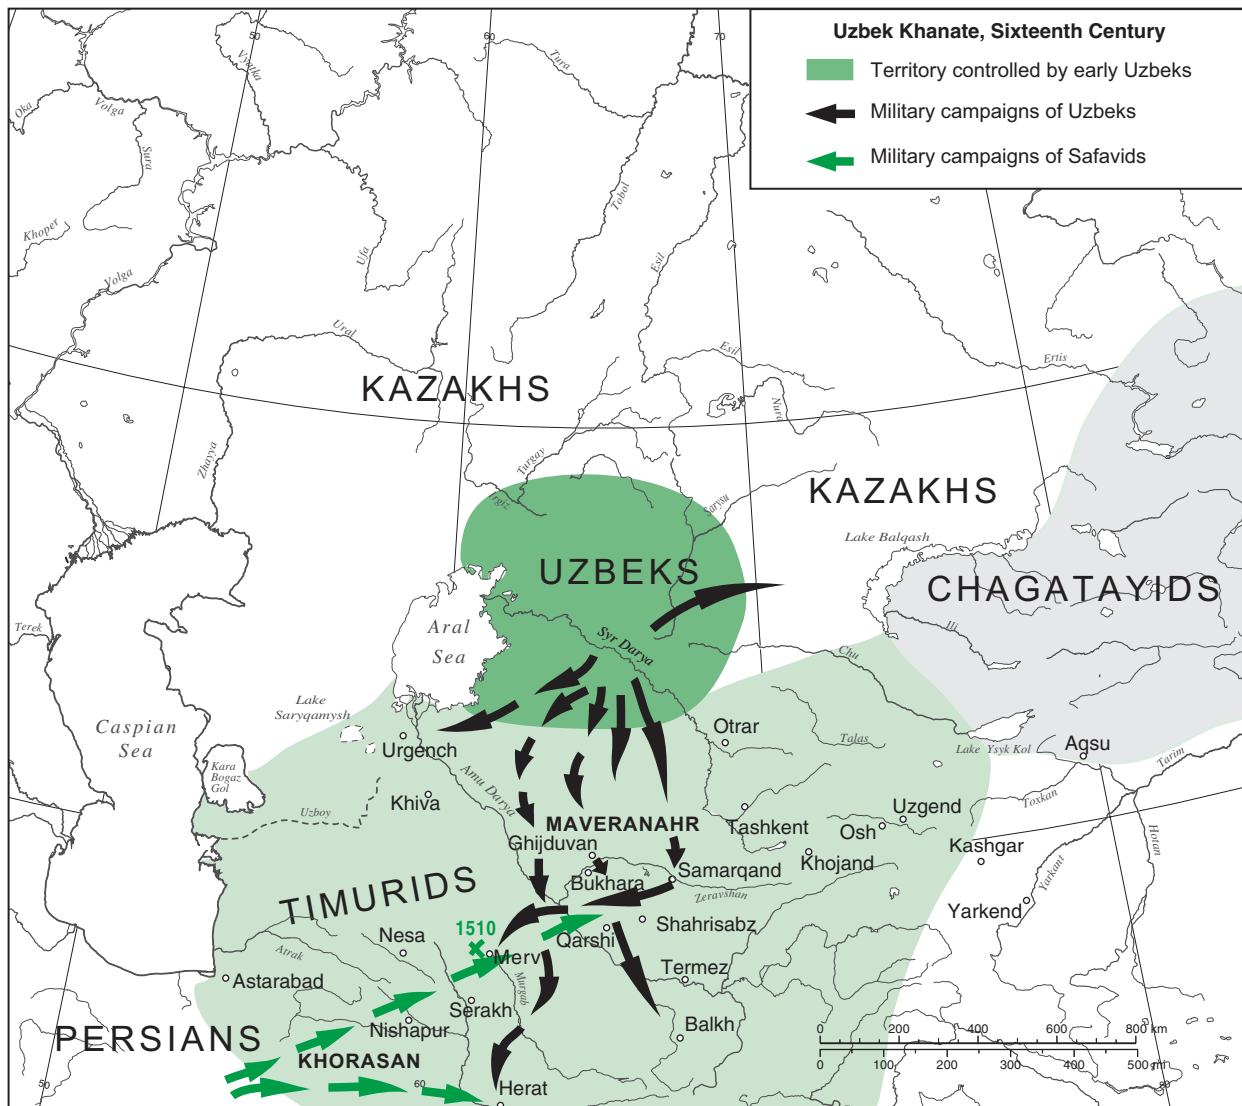 Uzbek Khanate, Sixteenth Century
Territory controlled by early Uzbeks
Military campaigns of Uzbeks
Military campaigns of Safavids
50
60
70
Vyatka
Tura
Oka
Volga
Sura
Tobol
Khoper
Ufa
Esil
Volga
Ural
Esil
Ertis
KAZAKHS
Nura
Zhayya
Turgay
Irgiz
Sarysu
KAZAKHS
Lake Balqash
UZBEKS
CHAGATAYIDS
Terek
Aral
Sea
Syr Darya
Ili
Chu
Lake
Saryqamysh
Caspian
Sea
Otrar
Talas
Lake Ysyk Kol
Aqsu
Urgench
Tarim
Kara
Bogaz
Gol
Amu Darya
Khiva
Uzboy
Toxkan
Uzgend
MAVERANAHR
Tashkent
Osh
Hotan
Ghijduvan
Khojand
Kashgar
Bukhara
Samarqand
Yarkant
TIMURIDS
Zeravshan
Yarkend
1510
Shahrisabz
Nesa
Qarshi
Atrak
Merv
Termez
Astarabad
Murgab
Serakh
Nishapur
Balkh
PERSIANS
KHORASAN
0 200 400 600 800 km
0 100 200 300 400 500 mi
50
60
80
Herat